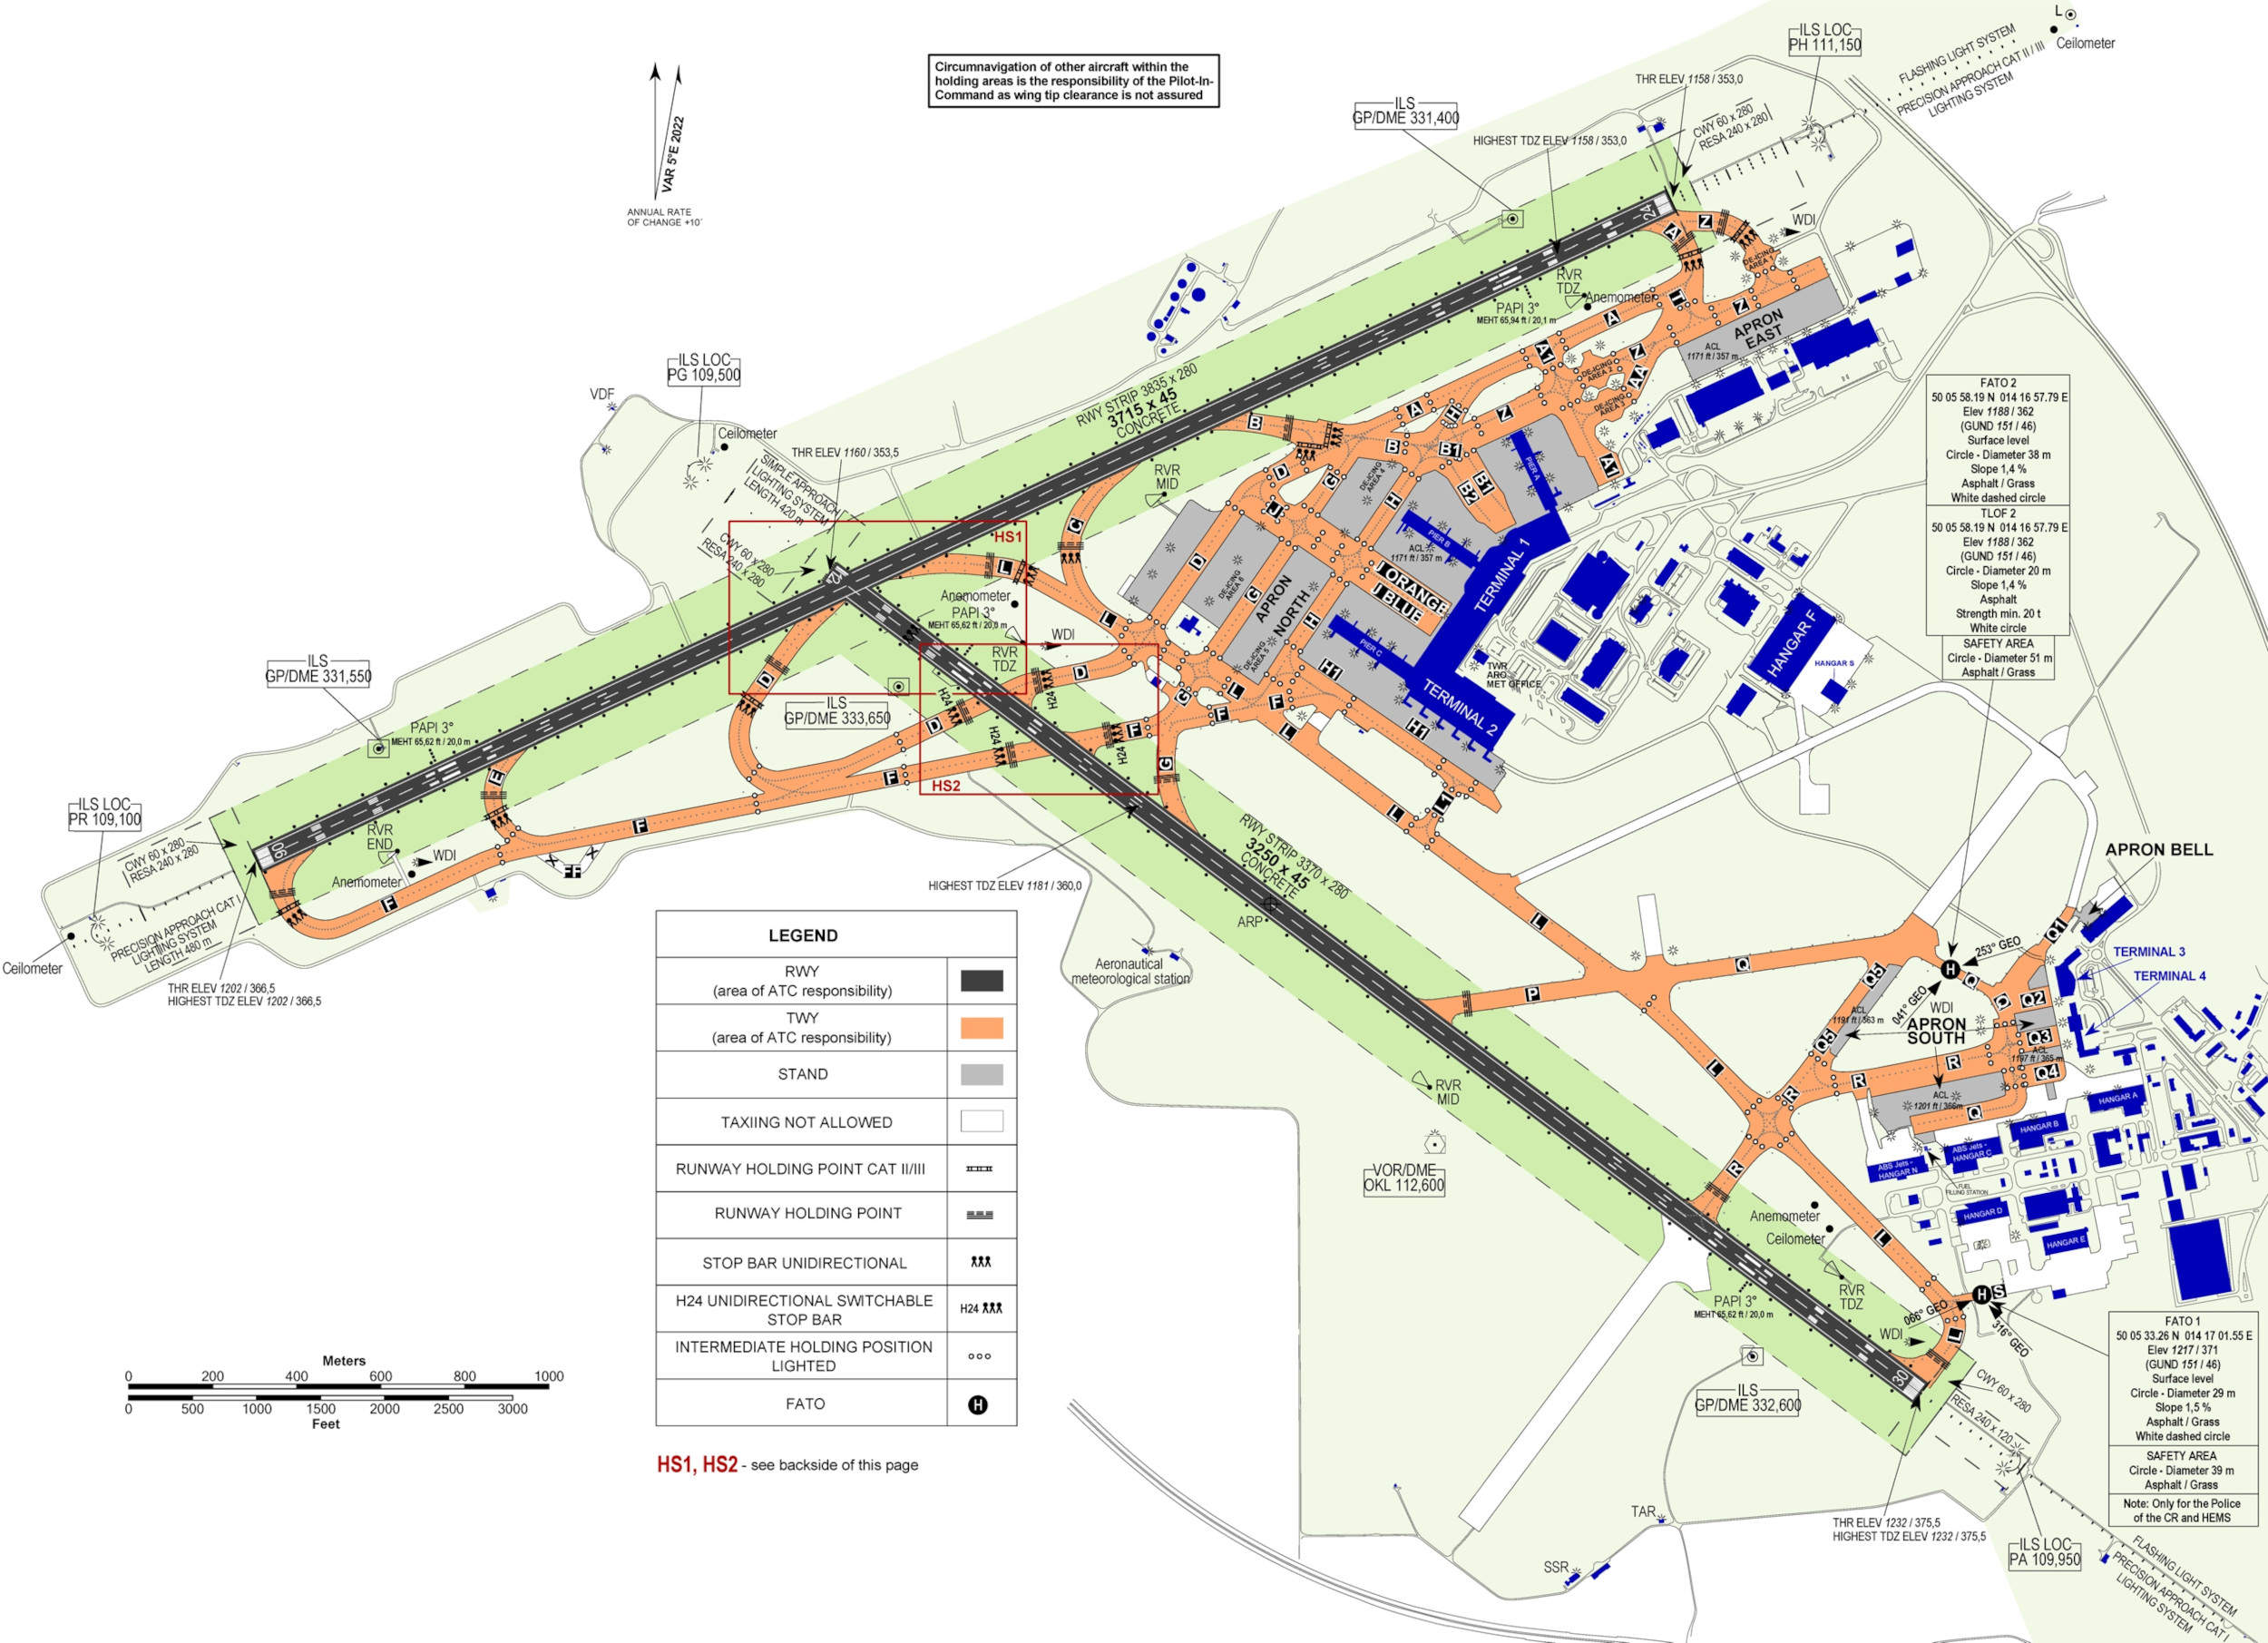 Circumnavigation of other aircraft within the
holding areas is the responsibility of the Pilot-In-
Command as wing tip clearance is not assured
VAR 5°E 2022
ANNUAL RATE
OF CHANGE +10'
L
Ceilometer
ILS LOC
PH 111,150
FLASHING LIGHT SYSTEM
PRECISION APPROACH CAT II / III
LIGHTING SYSTEM
THR ELEV 1158 / 353,0
ILS
GP/DME 331,400
HIGHEST TDZ ELEV 1158 / 353,0
CWY 60 x 280
RESA 240 x 280
24
A
Z
WDI
DE-ICING
AREA 1
RVR
TDZ
Anemometer
PAPI 3°
MEHT 65,94 ft / 20,1 m
H
Z
A
APRON
EAST
ACL
1171 ft / 357 m
A1
Z
DE-ICING
AREA 2
AA
DE-ICING
AREA 3
RWY STRIP 3835 x 280
3715 x 45
CONCRETE
ILS LOC
PG 109,500
VDF
Ceilometer
THR ELEV 1160 / 353,5
SIMPLE APPROACH
LIGHTING SYSTEM
LENGTH 420 m
CWY 60 x 280
RESA 240 x 280
RVR
MID
B
A
H
Z
B
B1
B1
B2
A1
PIER A
D
G
DE-ICING
AREA 4
H
J
C
PIER B
ACL
1171 ft / 357 m
TERMINAL 1
HS1
L
D
DE-ICING
AREA 6
G
APRON
NORTH
J ORANGE
J BLUE
H
PIER C
H1
DE-ICING
AREA 5
TERMINAL 2
TWR
ARO
MET OFFICE
HANGAR F
HANGAR S
Anemometer
PAPI 3°
MEHT 65,62 ft / 20,0 m
RVR
TDZ
WDI
L
D
12
D
H24
H24
D
H24
H24
F
F
G
G
L
F
F
L
H1
L
L1
HS2
ILS
GP/DME 333,650
ILS
GP/DME 331,550
PAPI 3°
MEHT 65,62 ft / 20,0 m
E
F
FF
X
X
ILS LOC
PR 109,100
CWY 60 x 280
RESA 240 x 280
06
RVR
END
WDI
Anemometer
F
PRECISION APPROACH CAT I
LIGHTING SYSTEM
LENGTH 480 m
Ceilometer
THR ELEV 1202 / 366,5
HIGHEST TDZ ELEV 1202 / 366,5
HIGHEST TDZ ELEV 1181 / 360,0
RWY STRIP 3370 x 280
3250 x 45
CONCRETE
ARP
Aeronautical
meteorological station
FATO 2
50 05 58.19 N 014 16 57.79 E
Elev 1188 / 362
(GUND 151 / 46)
Surface level
Circle - Diameter 38 m
Slope 1,4 %
Asphalt / Grass
White dashed circle
TLOF 2
50 05 58.19 N 014 16 57.79 E
Elev 1188 / 362
(GUND 151 / 46)
Circle - Diameter 20 m
Slope 1,4 %
Asphalt
Strength min. 20 t
White circle
SAFETY AREA
Circle - Diameter 51 m
Asphalt / Grass
APRON BELL
L
P
Q
Q1
H
253° GEO
041° GEO
TERMINAL 3
TERMINAL 4
Q
Q
Q2
Q3
Q4
Q5
Q5
WDI
ACL
1191 ft / 363 m
APRON
SOUTH
ACL
1197 ft / 365 m
R
R
R
L
ACL
1201 ft / 366m
Q
HANGAR A
HANGAR B
ABS Jets -
HANGAR C
ABS Jets -
HANGAR N
FUEL
FILLING STATION
HANGAR D
HANGAR E
RVR
MID
VOR/DME
OKL 112,600
R
Anemometer
Ceilometer
L
RVR
TDZ
PAPI 3°
MEHT 65,62 ft / 20,0 m
H
S
066° GEO
316° GEO
WDI
L
30
ILS
GP/DME 332,600
CWY 60 x 280
RESA 240 x 120
FATO 1
50 05 33.26 N 014 17 01.55 E
Elev 1217 / 371
(GUND 151 / 46)
Surface level
Circle - Diameter 29 m
Slope 1,5 %
Asphalt / Grass
White dashed circle
SAFETY AREA
Circle - Diameter 39 m
Asphalt / Grass
Note: Only for the Police
of the CR and HEMS
THR ELEV 1232 / 375,5
HIGHEST TDZ ELEV 1232 / 375,5
ILS LOC
PA 109,950
FLASHING LIGHT SYSTEM
PRECISION APPROACH CAT I
LIGHTING SYSTEM
TAR
SSR
LEGEND
RWY
(area of ATC responsibility)
TWY
(area of ATC responsibility)
STAND
TAXIING NOT ALLOWED
RUNWAY HOLDING POINT CAT II/III
RUNWAY HOLDING POINT
STOP BAR UNIDIRECTIONAL
H24 UNIDIRECTIONAL SWITCHABLE
STOP BAR
H24
INTERMEDIATE HOLDING POSITION
LIGHTED
FATO
H
HS1, HS2 - see backside of this page
Meters
0 200 400 600 800 1000
0 500 1000 1500 2000 2500 3000
Feet